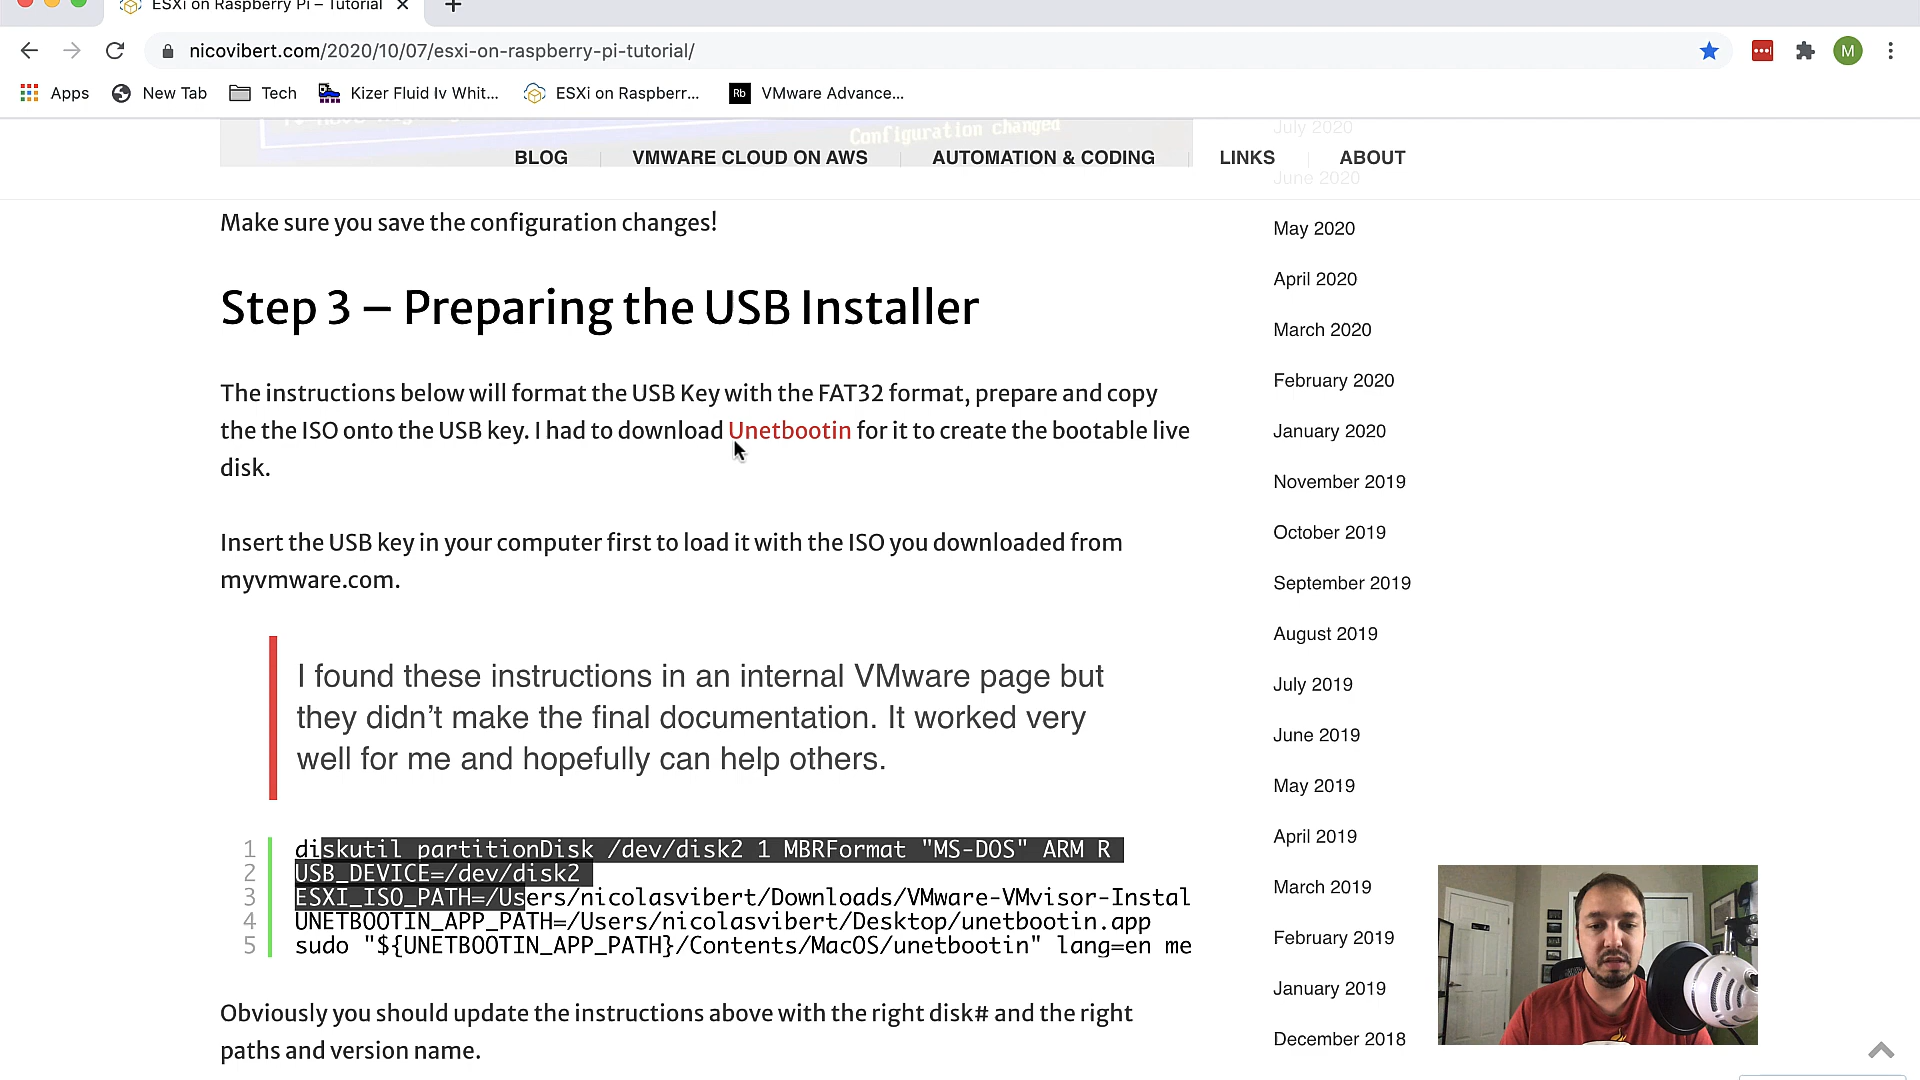 ESXi on Raspberry Pi – Tutorial
nicovibert.com/2020/10/07/esxi-on-raspberry-pi-tutorial/
M
Apps
New Tab
Tech
Kizer Fluid Iv Whit...
ESXi on Raspberr...
Rb
VMware Advance...
Configuration changed
BLOG
VMWARE CLOUD ON AWS
AUTOMATION & CODING
LINKS
ABOUT
Make sure you save the configuration changes!
Step 3 – Preparing the USB Installer
The instructions below will format the USB Key with the FAT32 format, prepare and copy
the the ISO onto the USB key. I had to download Unetbootin for it to create the bootable live
disk.
Insert the USB key in your computer first to load it with the ISO you downloaded from
myvmware.com.
I found these instructions in an internal VMware page but
they didn’t make the final documentation. It worked very
well for me and hopefully can help others.
1 diskutil partitionDisk /dev/disk2 1 MBRFormat "MS-DOS" ARM R
2 USB_DEVICE=/dev/disk2
3 ESXI_ISO_PATH=/Users/nicolasvibert/Downloads/VMware-VMvisor-Instal
4 UNETBOOTIN_APP_PATH=/Users/nicolasvibert/Desktop/unetbootin.app
5 sudo "${UNETBOOTIN_APP_PATH}/Contents/MacOS/unetbootin" lang=en me
Obviously you should update the instructions above with the right disk# and the right
paths and version name.
July 2020
June 2020
May 2020
April 2020
March 2020
February 2020
January 2020
November 2019
October 2019
September 2019
August 2019
July 2019
June 2019
May 2019
April 2019
March 2019
February 2019
January 2019
December 2018